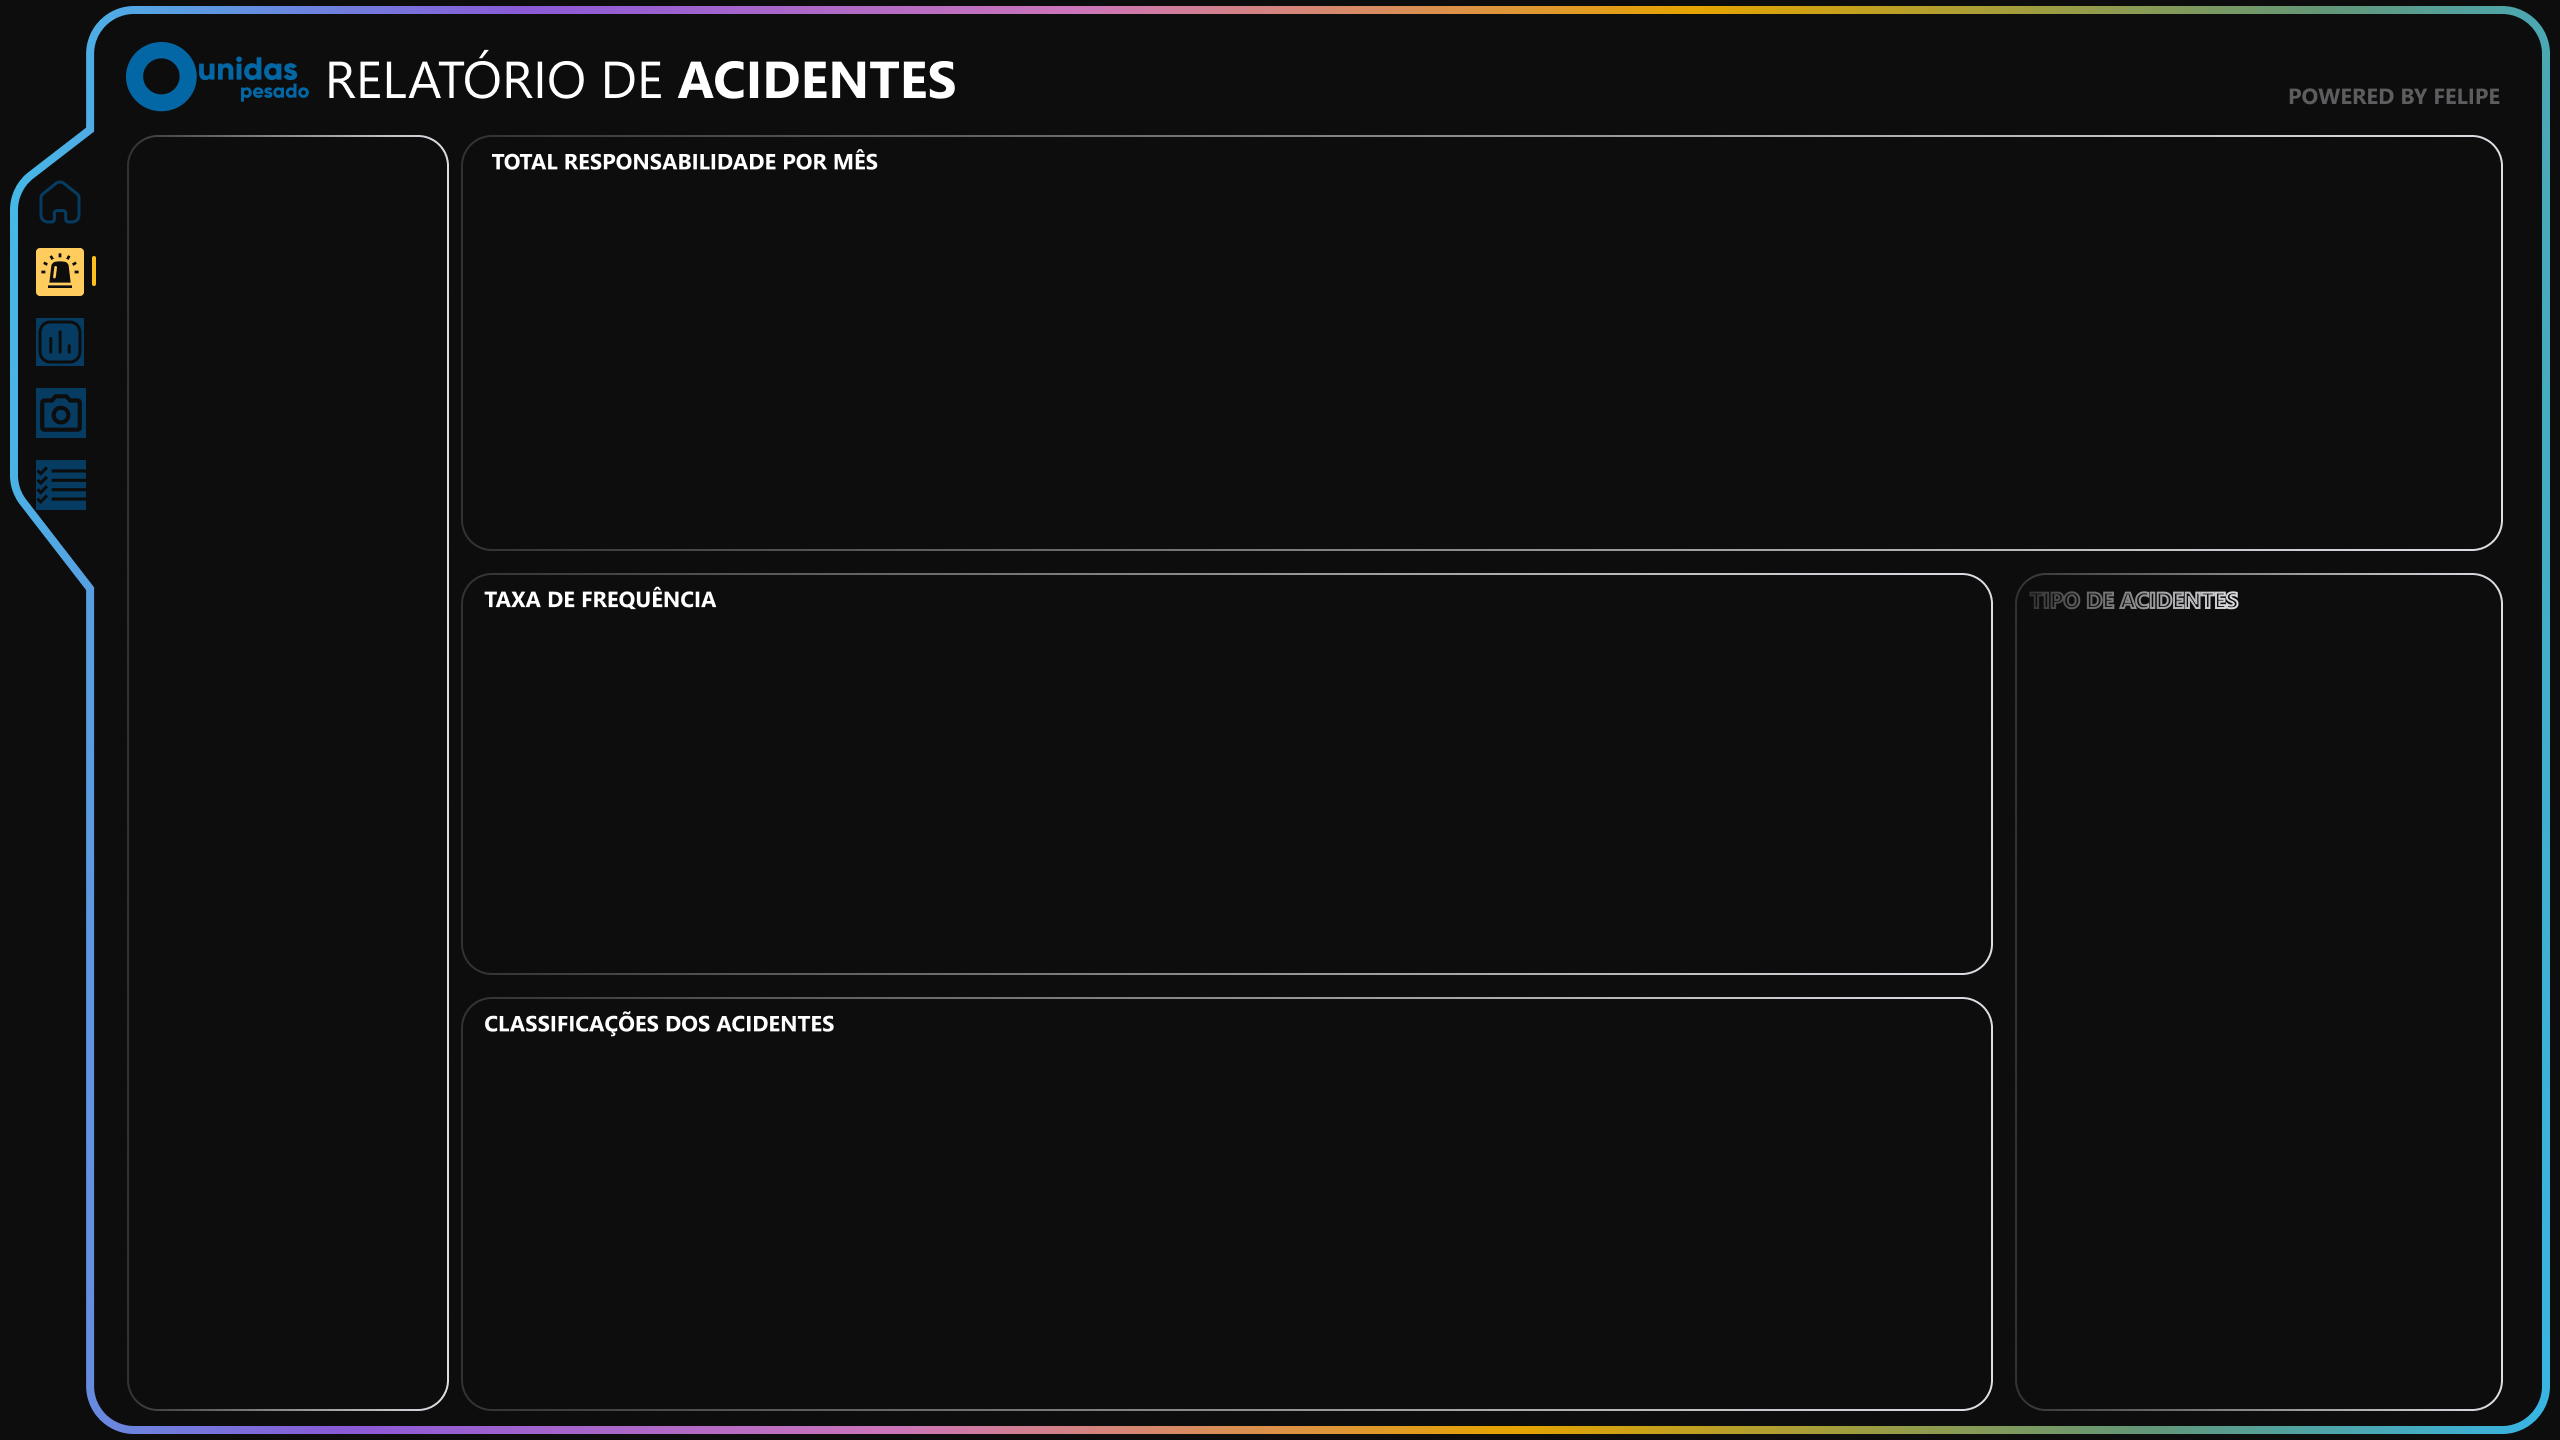 unidas
pesado
RELATÓRIO DE ACIDENTES
POWERED BY FELIPE
TOTAL RESPONSABILIDADE POR MÊS
TAXA DE FREQUÊNCIA
TIPO DE ACIDENTES
CLASSIFICAÇÕES DOS ACIDENTES